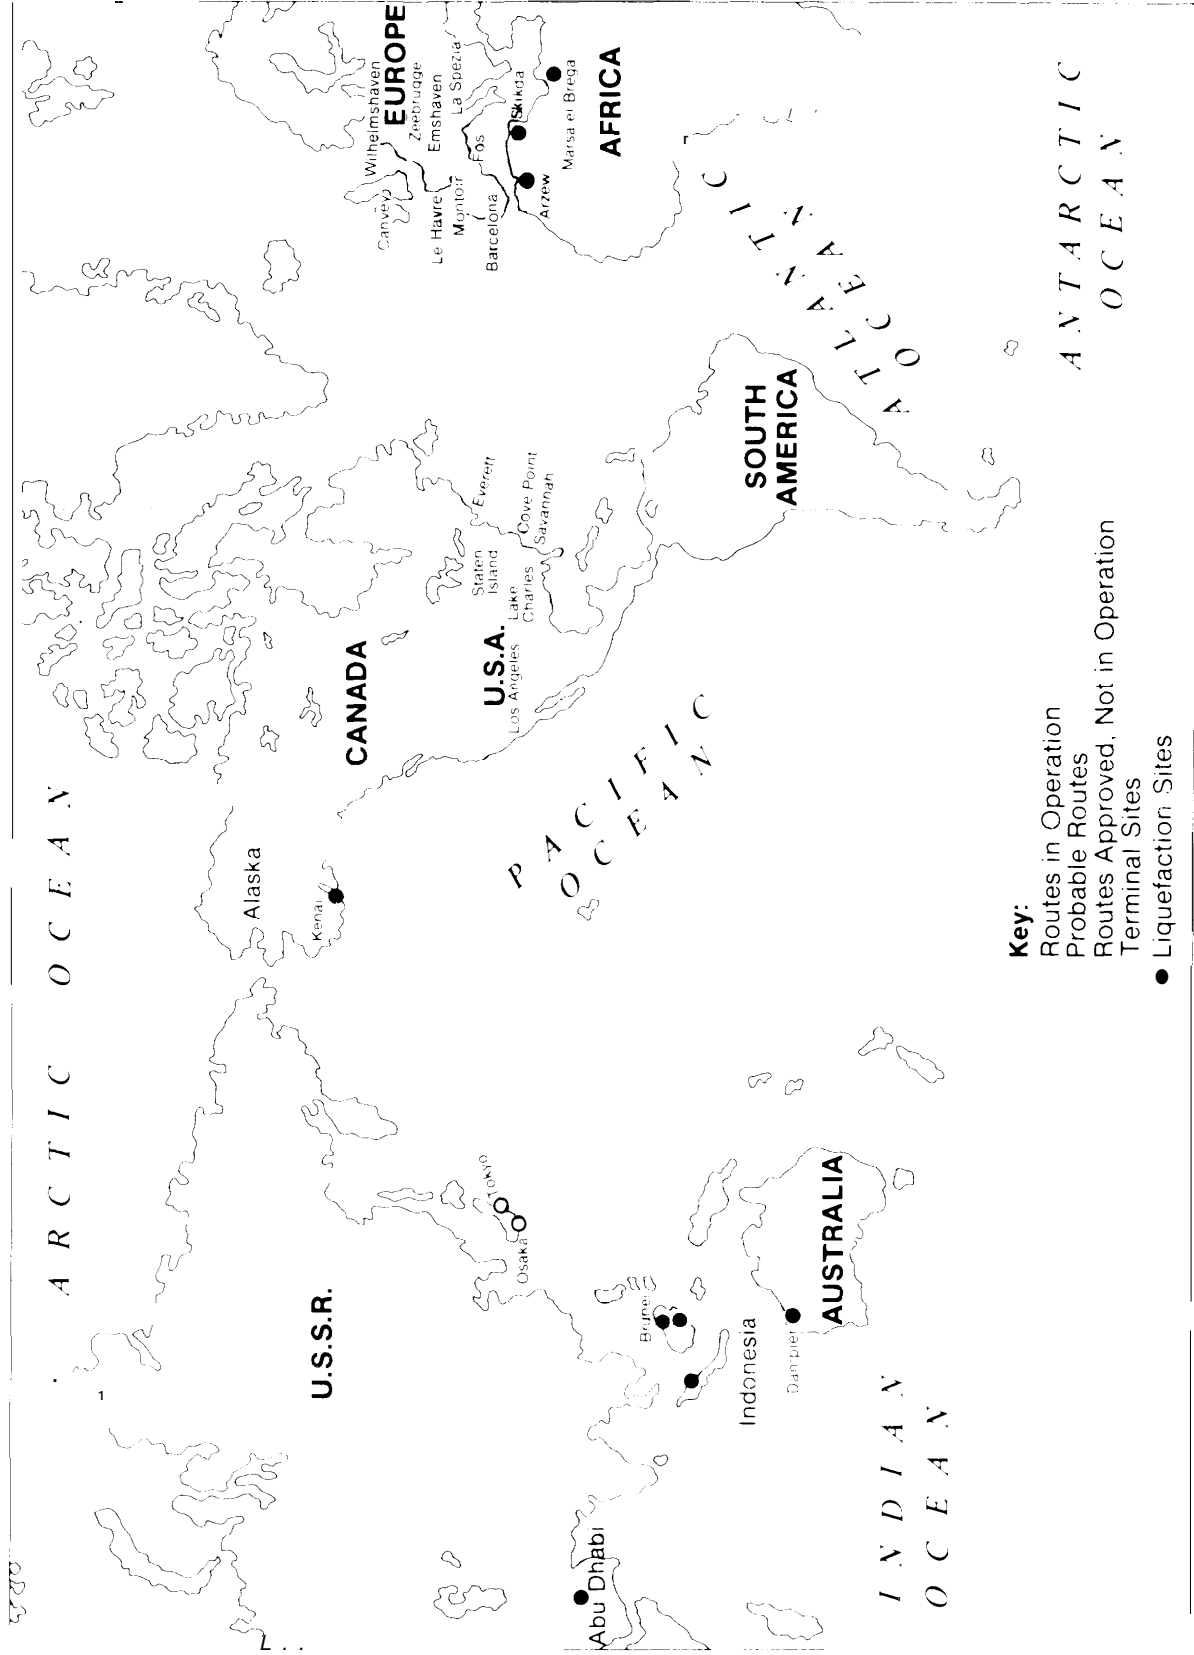 ARCTIC OCEAN
U.S.S.R.
Alaska
Kenai
CANADA
U.S.A.
Los Angeles
Lake
Charles
Staten
Island
Everett
Cove Point
Savannah
EUROPE
Wilhelmshaven
Zeebrugge
Emshaven
La Spezia
Canvey
Le Havre
Montoir
Barcelona
Fos
Skikda
Arzew
Marsa el Brega
AFRICA
ATLANTIC
OCEAN
SOUTH
AMERICA
PACIFIC
OCEAN
TOKYO
Osaka
Brunei
Indonesia
Dampier
AUSTRALIA
Abu Dhabi
INDIAN
OCEAN
ANTARCTIC
OCEAN
Key:
Routes in Operation
Probable Routes
Routes Approved, Not in Operation
Terminal Sites
● Liquefaction Sites
1